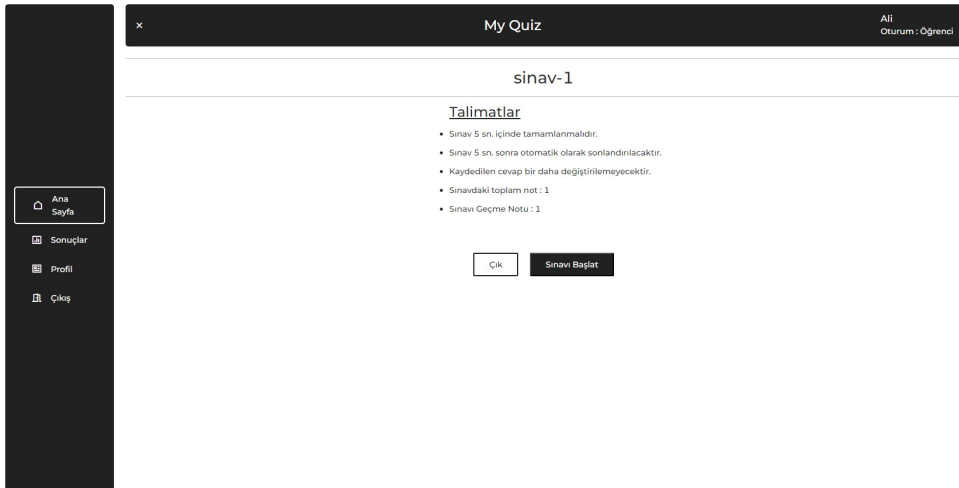 ×
My Quiz
Ali
Oturum : Öğrenci
sinav-1
Talimatlar
Sınav 5 sn. içinde tamamlanmalıdır.
Sınav 5 sn. sonra otomatik olarak sonlandırılacaktır.
Kaydedilen cevap bir daha değiştirilemeyecektir.
Sınavdaki toplam not : 1
Sınavı Geçme Notu : 1
Çık
Sınavı Başlat
Ana
Sayfa
Sonuçlar
Profil
Çıkış